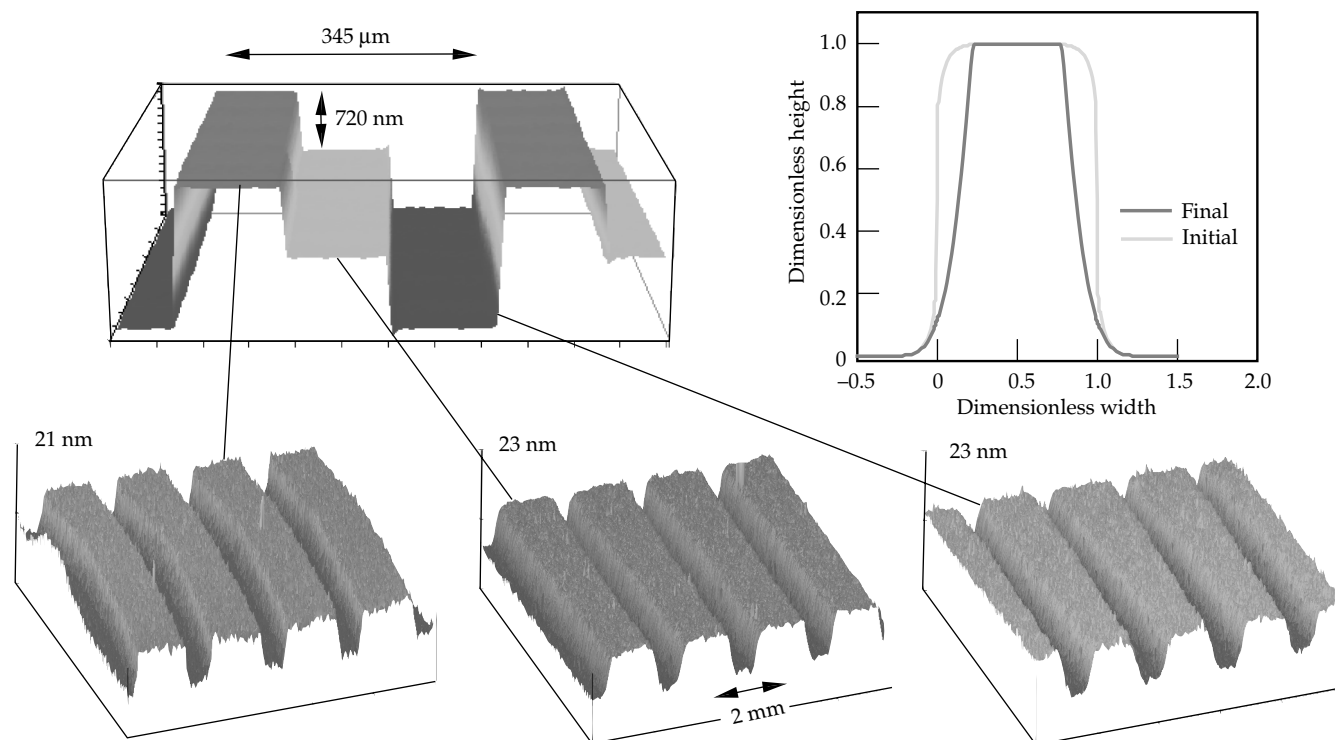 345 µm
720 nm
Dimensionless height
1.0
0.8
0.6
0.4
0.2
0
Final
Initial
−0.5
0
0.5
1.0
1.5
2.0
Dimensionless width
21 nm
23 nm
23 nm
2 mm